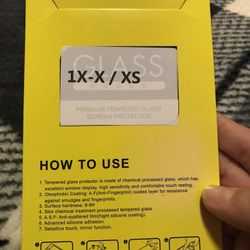 GLASS
1X-X / XS
PREMIUM TEMPERED GLASS
SCREEN PROTECTOR
HOW TO USE
1. Tempered glass protector is made of chemical processed glass, which has
excellent window display, high sensitivity and comfortable touch feeling.
2. Oleophobic Coating: A.F(Anti-Fingerprint) coated layer for resistance
against smudges and fingerprints.
3. Surface hardness: 8-9H
4. Slim chemical treatment processed tempered glass.
5. A.S.F: Anti-spattered film(hight silicone coating).
6. Advanced silicone adhesion.
7. Sensitive touch, mirror function.